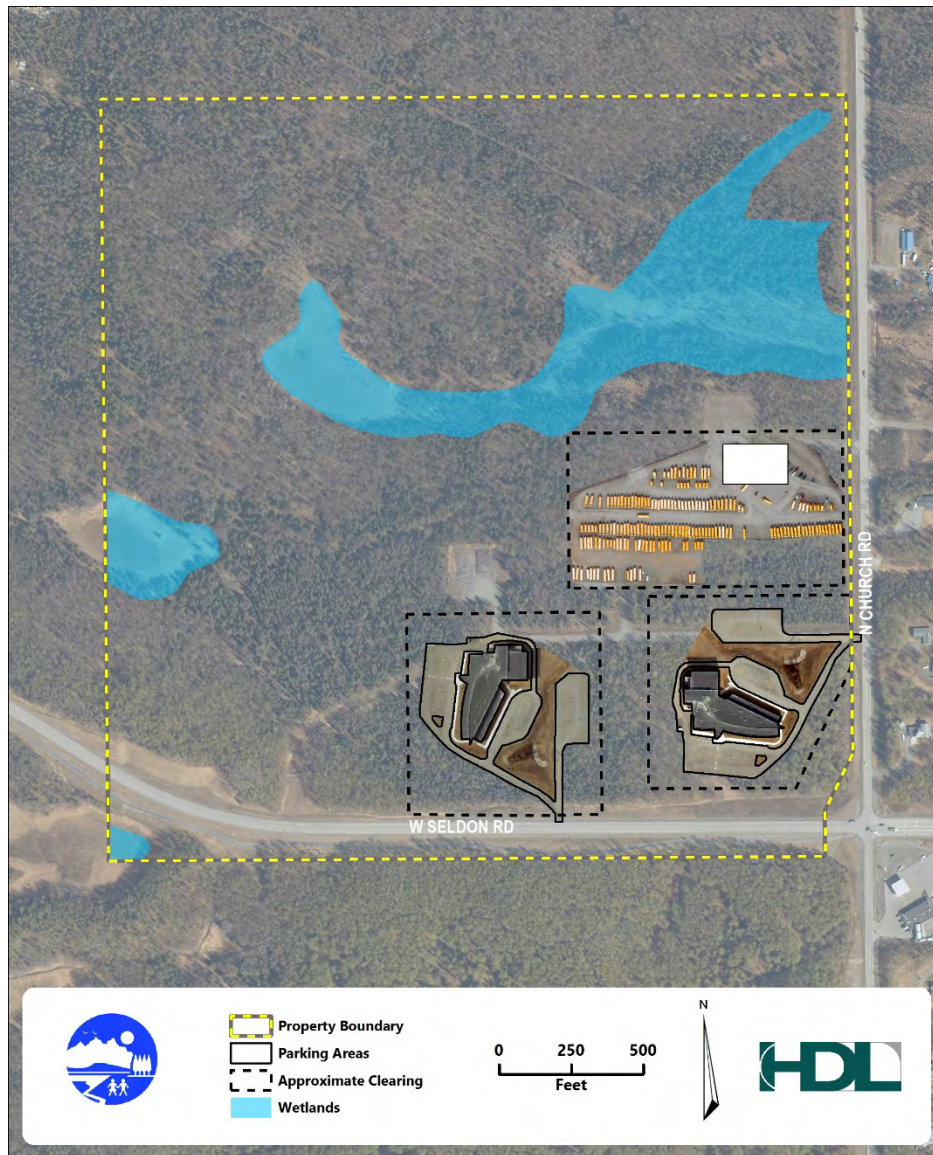 N CHURCH RD
W SELDON RD
Property Boundary
Parking Areas
Approximate Clearing
Wetlands
0 250 500
Feet
N
HDL